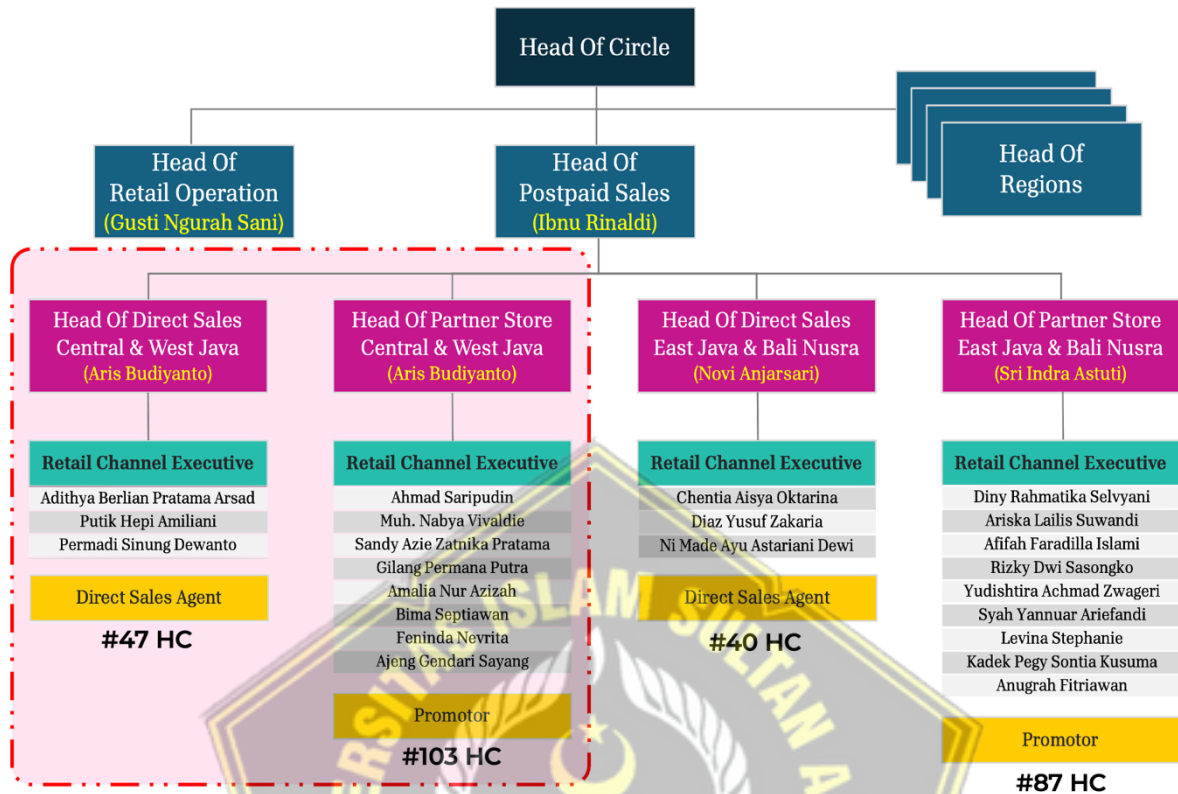 Head Of Circle
Head Of
Retail Operation
(Gusti Ngurah Sani)
Head Of
Postpaid Sales
(Ibnu Rinaldi)
Head Of
Regions
Head Of Direct Sales
Central & West Java
(Aris Budiyanto)
Head Of Partner Store
Central & West Java
(Aris Budiyanto)
Head Of Direct Sales
East Java & Bali Nusra
(Novi Anjarsari)
Head Of Partner Store
East Java & Bali Nusra
(Sri Indra Astuti)
Retail Channel Executive
Adithya Berlian Pratama Arsad
Putik Hepi Amiliani
Permadi Sinung Dewanto
Direct Sales Agent
#47 HC
Retail Channel Executive
Ahmad Saripudin
Muh. Nabya Vivaldie
Sandy Azie Zatnika Pratama
Gilang Permana Putra
Amalia Nur Azizah
Bima Septiawan
Feninda Nevrita
Ajeng Gendari Sayang
Promotor
#103 HC
Retail Channel Executive
Chentia Aisya Oktarina
Diaz Yusuf Zakaria
Ni Made Ayu Astariani Dewi
Direct Sales Agent
#40 HC
Retail Channel Executive
Diny Rahmatika Selvyani
Ariska Lailis Suwandi
Afifah Faradilla Islami
Rizky Dwi Sasongko
Yudishtira Achmad Zwageri
Syah Yannuar Ariefandi
Levina Stephanie
Kadek Pegy Sontia Kusuma
Anugrah Fitriawan
Promotor
#87 HC
ISLAM SULTAN